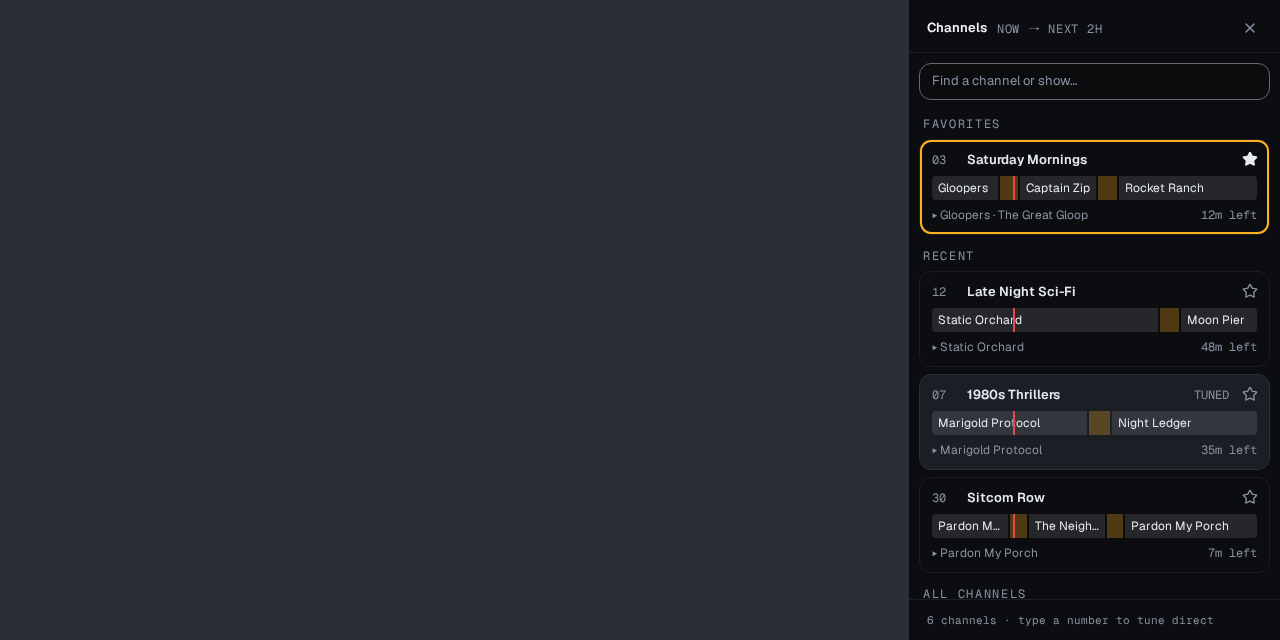 Channels NOW → NEXT 2H
Find a channel or show…
FAVORITES
03 Saturday Mornings
Gloopers Captain Zip Rocket Ranch
▸ Gloopers · The Great Gloop 12m left
RECENT
12 Late Night Sci-Fi
Static Orchard Moon Pier
▸ Static Orchard 48m left
07 1980s Thrillers TUNED
Marigold Protocol Night Ledger
▸ Marigold Protocol 35m left
30 Sitcom Row
Pardon M… The Neigh… Pardon My Porch
▸ Pardon My Porch 7m left
ALL CHANNELS
6 channels · type a number to tune direct